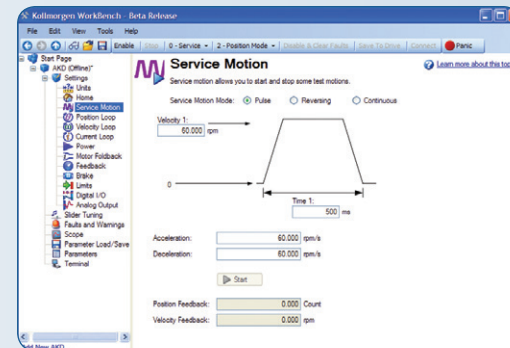 Kollmorgen WorkBench - Beta Release
File Edit View Tools Help
Enable Stop 0 - Service 2 - Position Mode Disable & Clear Faults Save To Drive Connect Panic
Start Page
AKD (Offline)*
Settings
Units
Home
Service Motion
Position Loop
Velocity Loop
Current Loop
Power
Motor Foldback
Feedback
Brake
Limits
Digital I/O
Analog Output
Slider Tuning
Faults and Warnings
Scope
Parameter Load/Save
Parameters
Terminal
Add New AKD
Service Motion
Learn more about this top
Service motion allows you to start and stop some test motions.
Service Motion Mode: Pulse Reversing Continuous
Velocity 1:
60.000 rpm
0
Time 1:
500 ms
Acceleration: 60.000 rpm/s
Deceleration: 60.000 rpm/s
Start
Position Feedback: 0.000 Count
Velocity Feedback: 0.000 rpm